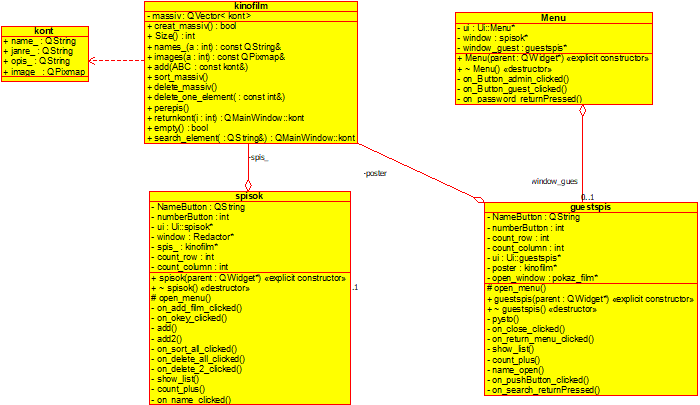 kont
+ name_ : QString
+ janre_ : QString
+ opis_ : QString
+ image_ : QPixmap
kinofilm
- massiv : QVector< kont >
+ creat_massiv() : bool
+ Size() : int
+ names_(a : int) : const QString&
+ images(a : int) : const QPixmap&
+ add(ABC : const kont&)
+ sort_massiv()
+ delete_massiv()
+ delete_one_element( : const int&)
+ perepis()
+ returnkont(i : int) : QMainWindow::kont
+ empty() : bool
+ search_element( : QString&) : QMainWindow::kont
Menu
- ui : Ui::Menu*
- window : spisok*
- window_guest : guestspis*
+ Menu(parent : QWidget*) «explicit constructor»
+ ~ Menu() «destructor»
- on_Button_admin_clicked()
- on_Button_guest_clicked()
- on_password_returnPressed()
-spis_
-poster
window_gues
0..1
spisok
- NameButton : QString
- numberButton : int
- ui : Ui::spisok*
- window : Redactor*
- spis_ : kinofilm*
- count_row : int
- count_column : int
+ spisok(parent : QWidget*) «explicit constructor»
+ ~ spisok() «destructor»
# open_menu()
- on_add_film_clicked()
- on_okey_clicked()
- add()
- add2()
- on_sort_all_clicked()
- on_delete_all_clicked()
- on_delete_2_clicked()
- show_list()
- count_plus()
- on_name_clicked()
.1
guestspis
- NameButton : QString
- numberButton : int
- count_row : int
- count_column : int
- ui : Ui::guestspis*
- poster : kinofilm*
- open_window : pokaz_film*
# open_menu()
+ guestspis(parent : QWidget*) «explicit constructor»
+ ~ guestspis() «destructor»
- pysto()
- on_close_clicked()
- on_return_menu_clicked()
- show_list()
- count_plus()
- name_open()
- on_pushButton_clicked()
- on_search_returnPressed()